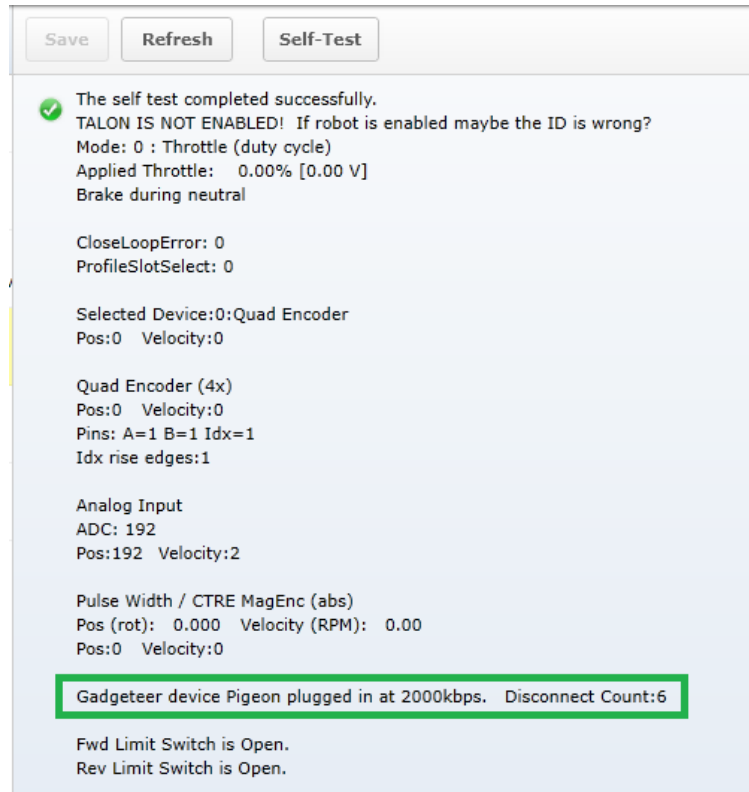 Save Refresh Self-Test
The self test completed successfully.
TALON IS NOT ENABLED!  If robot is enabled maybe the ID is wrong?
Mode: 0 : Throttle (duty cycle)
Applied Throttle:   0.00% [0.00 V]
Brake during neutral
CloseLoopError: 0
ProfileSlotSelect: 0
Selected Device:0:Quad Encoder
Pos:0   Velocity:0
Quad Encoder (4x)
Pos:0   Velocity:0
Pins: A=1 B=1 Idx=1
Idx rise edges:1
Analog Input
ADC: 192
Pos:192   Velocity:2
Pulse Width / CTRE MagEnc (abs)
Pos (rot):   0.000   Velocity (RPM):   0.00
Pos:0   Velocity:0
Gadgeteer device Pigeon plugged in at 2000kbps.   Disconnect Count:6
Fwd Limit Switch is Open.
Rev Limit Switch is Open.